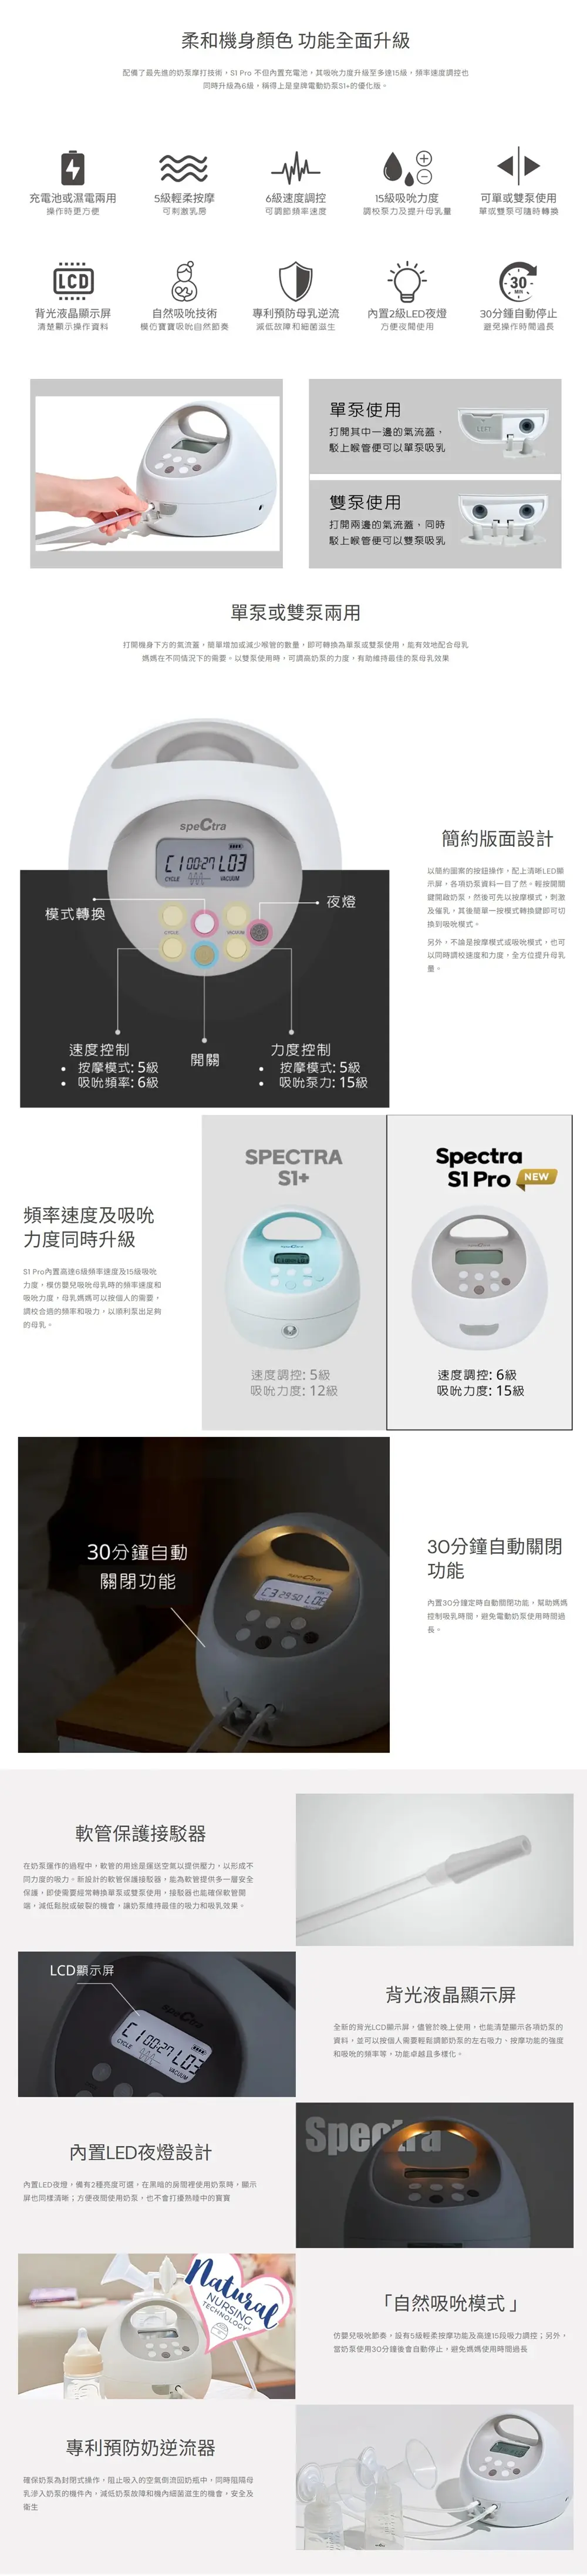 柔和機身顏色 功能全面升級
配備了最先進的奶泵摩打技術，S1 Pro 不但內置充電池，其吸吮力度升級至多達15級，頻率速度調控也
同時升級為6級，稱得上是皇牌電動奶泵S1+的優化版。
充電池或濕電兩用
操作時更方便
5級輕柔按摩
可刺激乳房
6級速度調控
可調節頻率速度
15級吸吮力度
調校泵力及提升母乳量
可單或雙泵使用
單或雙泵可隨時轉換
LCD
背光液晶顯示屏
清楚顯示操作資料
自然吸吮技術
模仿寶寶吸吮自然節奏
專利預防母乳逆流
減低故障和細菌滋生
內置2級LED夜燈
方便夜間使用
30
MIN
30分鍾自動停止
避免操作時間過長
單泵使用
打開其中一邊的氣流蓋，
駁上喉管便可以單泵吸乳
LIFT
雙泵使用
打開兩邊的氣流蓋，同時
駁上喉管便可以雙泵吸乳
單泵或雙泵兩用
打開機身下方的氣流蓋，簡單增加或減少喉管的數量，即可轉換為單泵或雙泵使用，能有效地配合母乳
媽媽在不同情況下的需要。以雙泵使用時，可調高奶泵的力度，有助維持最佳的泵母乳效果
speCtra
C1 00:27 L03
CYCLE VACUUM
CYCLE VACUUM
模式轉換
夜燈
速度控制
• 按摩模式: 5級
• 吸吮頻率: 6級
開關
力度控制
• 按摩模式: 5級
• 吸吮泵力: 15級
簡約版面設計
以簡約圖案的按鈕操作，配上清晰LED顯
示屏，各項奶泵資料一目了然。輕按開關
鍵開啟奶泵，然後可先以按摩模式，刺激
及催乳，其後簡單一按模式轉換鍵即可切
換到吸吮模式。
另外，不論是按摩模式或吸吮模式，也可
以同時調校速度和力度，全方位提升母乳
量。
頻率速度及吸吮
力度同時升級
S1 Pro內置高達6級頻率速度及15級吸吮
力度，模仿嬰兒吸吮母乳時的頻率速度和
吸吮力度，母乳媽媽可以按個人的需要，
調校合適的頻率和吸力，以順利泵出足夠
的母乳。
SPECTRA
S1+
速度調控: 5級
吸吮力度: 12級
Spectra
S1 Pro NEW
速度調控: 6級
吸吮力度: 15級
30分鐘自動
關閉功能
speCtra
C3 29:50 L06
30分鐘自動關閉
功能
內置30分鐘定時自動關閉功能，幫助媽媽
控制吸乳時間，避免電動奶泵使用時間過
長。
軟管保護接駁器
在奶泵運作的過程中，軟管的用途是運送空氣以提供壓力，以形成不
同力度的吸力。新設計的軟管保護接駁器，能為軟管提供多一層安全
保護，即使需要經常轉換單泵或雙泵使用，接駁器也能確保軟管開
端，減低鬆脫或破裂的機會，讓奶泵維持最佳的吸力和吸乳效果。
LCD顯示屏
speCtra
C1 00:27 L03
CYCLE VACUUM
背光液晶顯示屏
全新的背光LCD顯示屏，儘管於晚上使用，也能清楚顯示各項奶泵的
資料，並可以按個人需要輕鬆調節奶泵的左右吸力、按摩功能的強度
和吸吮的頻率等，功能卓越且多樣化。
內置LED夜燈設計
內置LED夜燈，備有2種亮度可選，在黑暗的房間裡使用奶泵時，顯示
屏也同樣清晰；方便夜間使用奶泵，也不會打擾熟睡中的寶寶
Spectra
Natural
NURSING
TECHNOLOGY
「自然吸吮模式」
仿嬰兒吸吮節奏，設有5級輕柔按摩功能及高達15段吸力調控；另外，
當奶泵使用30分鐘後會自動停止，避免媽媽使用時間過長
專利預防奶逆流器
確保奶泵為封閉式操作，阻止吸入的空氣倒流回奶瓶中，同時阻隔母
乳滲入奶泵的機件內，減低奶泵故障和機內細菌滋生的機會，安全及
衛生